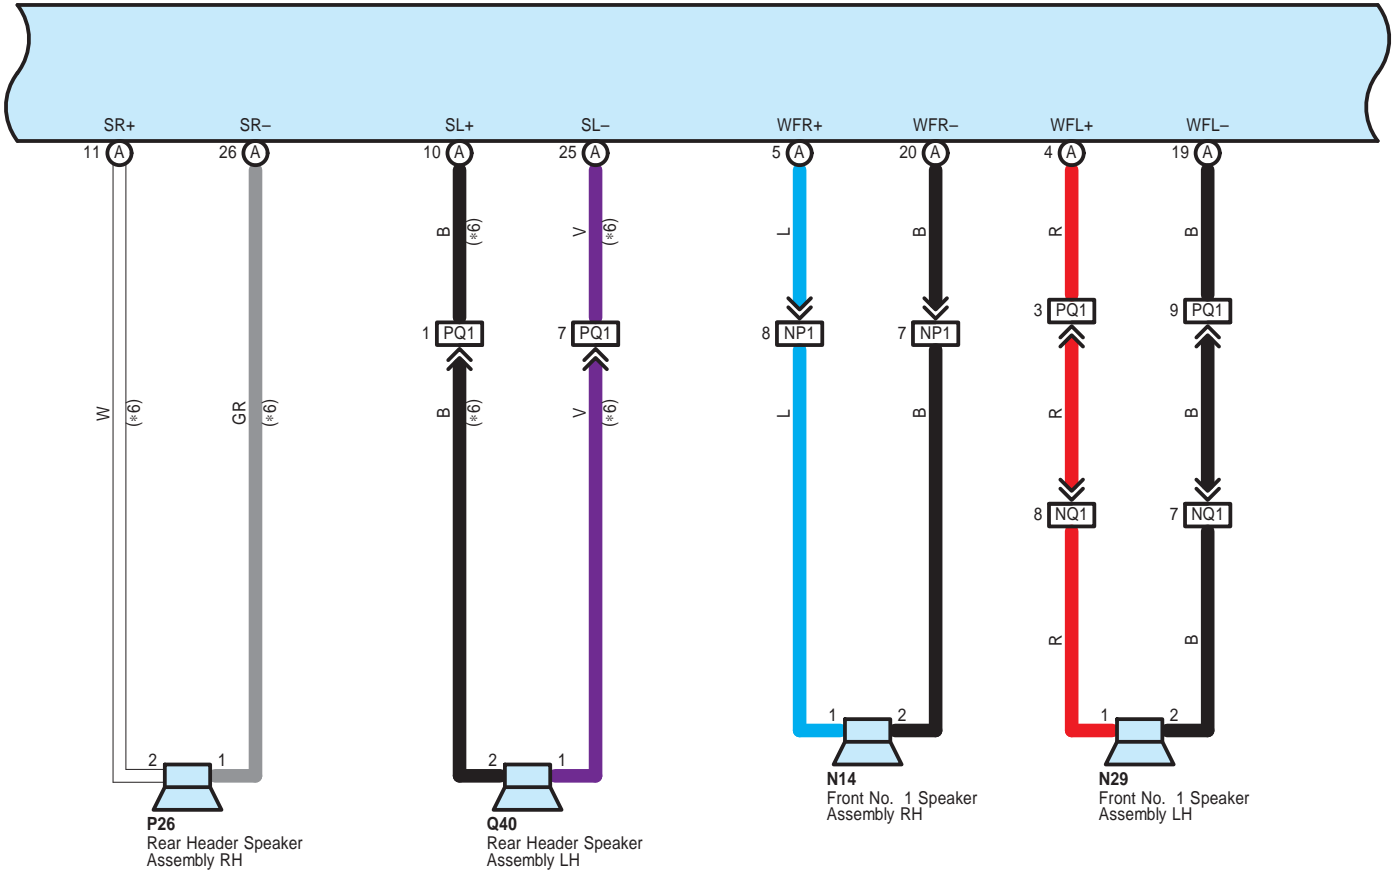 SR+ SR– SL+ SL– WFR+ WFR– WFL+ WFL–
11 A 26 A 10 A 25 A 5 A 20 A 4 A 19 A
B (∗6) V (∗6) L B R B
3 PQ1 9 PQ1
1 PQ1 7 PQ1 8 NP1 7 NP1
W (∗6) GR (∗6) B (∗6) V (∗6) L B R B
8 NQ1 7 NQ1
R B
1 2 1 2
2 1 2 1
N14 N29
Front No. 1 Speaker Front No. 1 Speaker
Assembly RH Assembly LH
P26 Q40
Rear Header Speaker Rear Header Speaker
Assembly RH Assembly LH